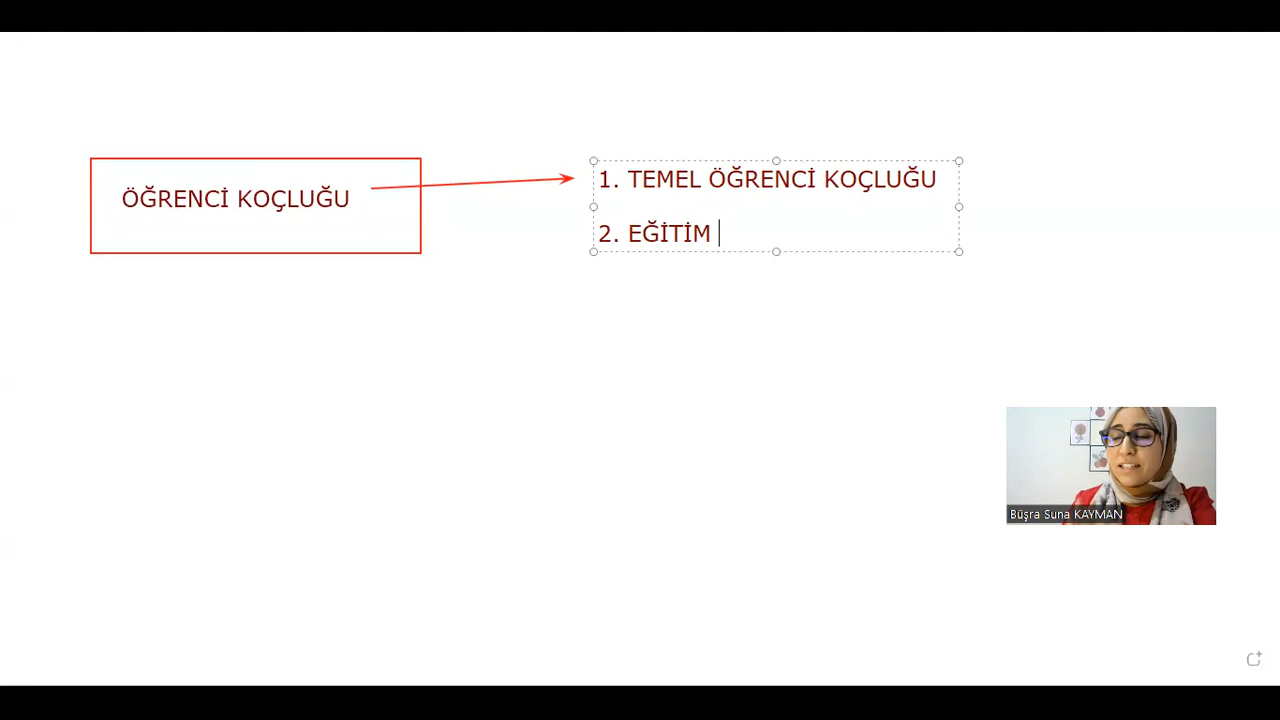 ÖĞRENCİ KOÇLUĞU
1. TEMEL ÖĞRENCİ KOÇLUĞU
2. EĞİTİM
Büşra Suna KAYMAN